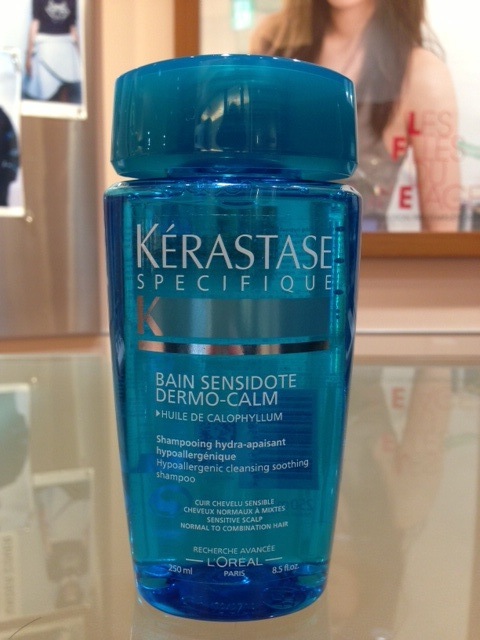 KÉRASTASE
SPECIFIQUE
K
BAIN SENSIDOTE
DERMO-CALM
HUILE DE CALOPHYLLUM
Shampooing hydra-apaisant
hypoallergénique
Hypoallergenic cleansing soothing
shampoo
CUIR CHEVELU SENSIBLE
CHEVEUX NORMAUX À MIXTES
SENSITIVE SCALP
NORMAL TO COMBINATION HAIR
RECHERCHE AVANCÉE
L'ORÉAL
250 ml PARIS 8.5 fl.oz.
LES